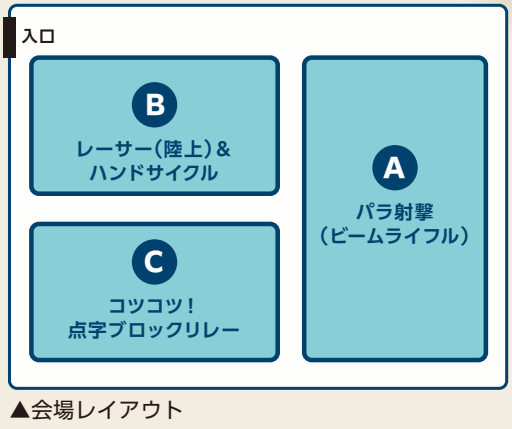 入口
B
レーサー（陸上）＆
ハンドサイクル
A
パラ射撃
（ビームライフル）
C
コツコツ！
点字ブロックリレー
▲会場レイアウト